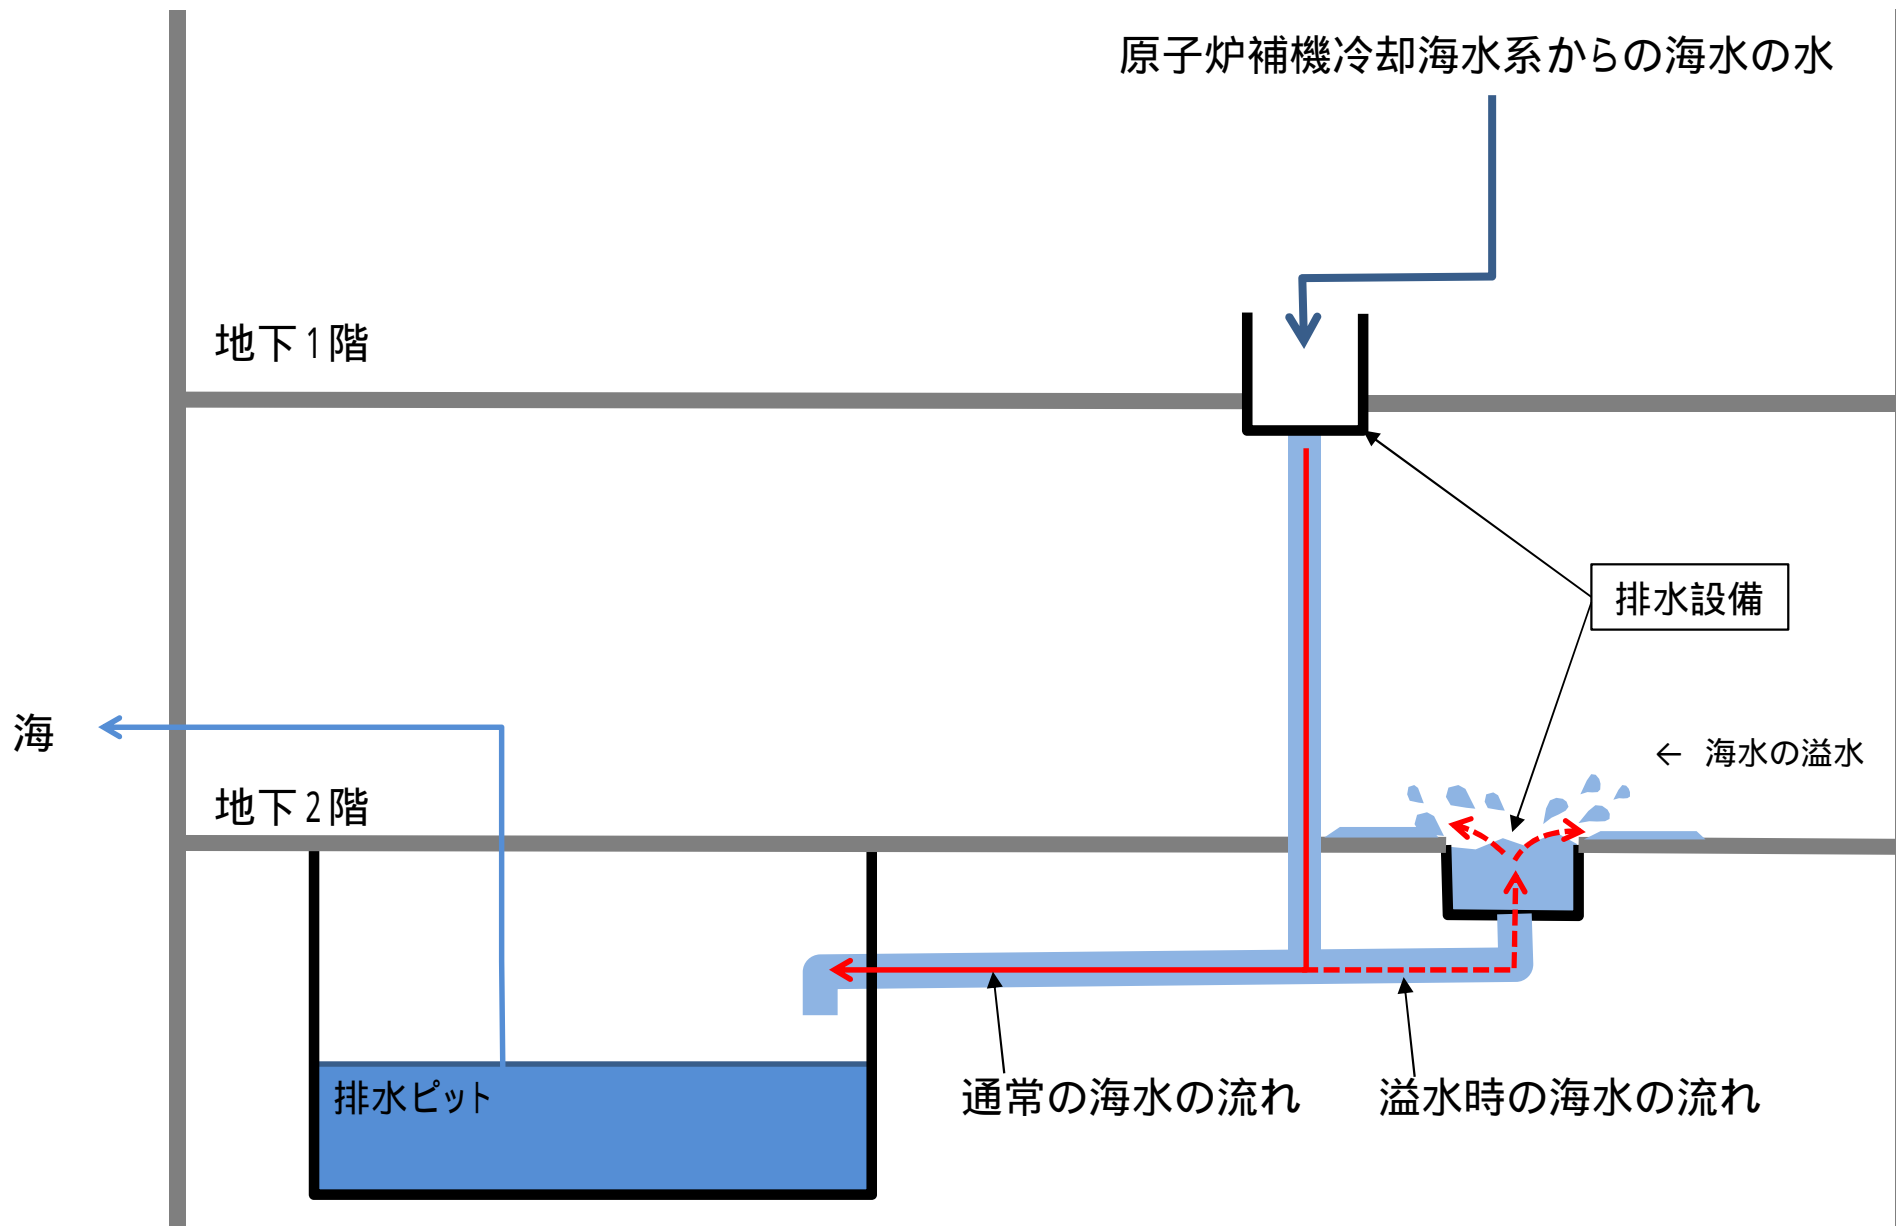 原子炉補機冷却海水系からの海水の水
地下1階
排水設備
海
← 海水の溢水
地下2階
排水ピット
通常の海水の流れ
溢水時の海水の流れ